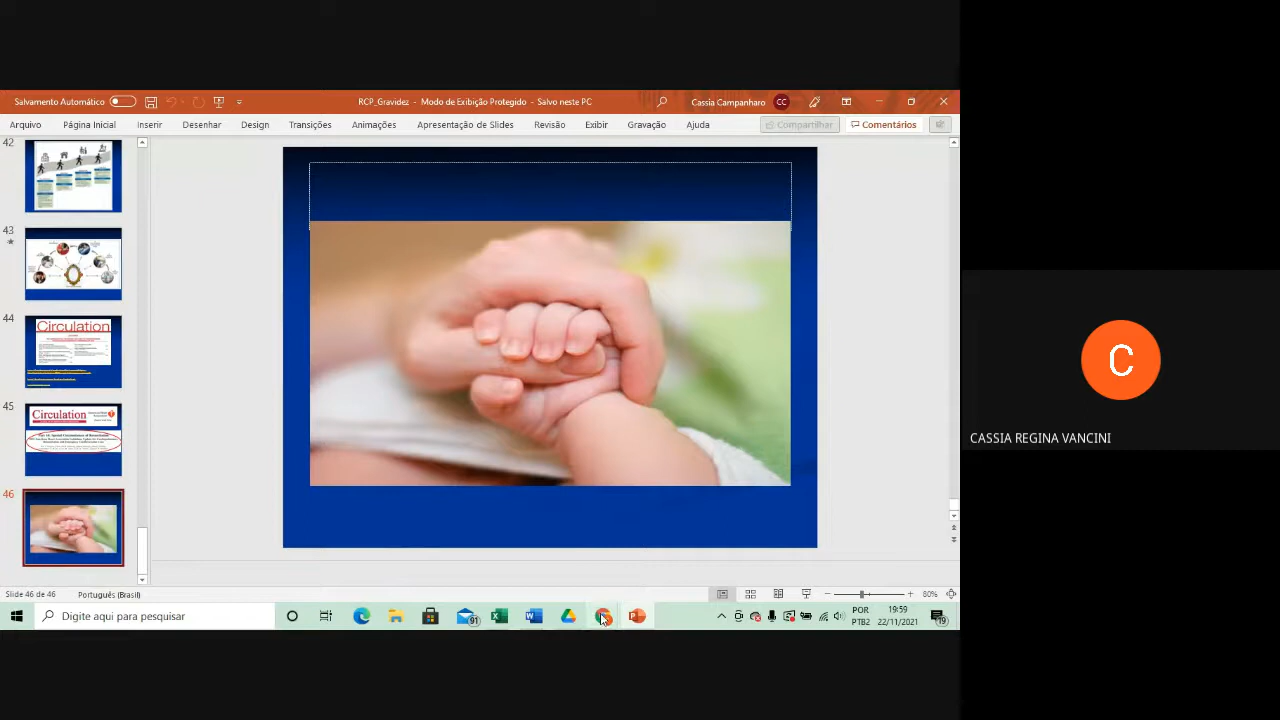 Salvamento Automático
RCP_Gravidez - Modo de Exibição Protegido - Salvo neste PC
Cassia Campanharo
CC
Arquivo
Página Inicial
Inserir
Desenhar
Design
Transições
Animações
Apresentação de Slides
Revisão
Exibir
Gravação
Ajuda
Compartilhar
Comentários
42
43
44
Circulation
45
Circulation
46
C
CASSIA REGINA VANCINI
Slide 46 de 46
Português (Brasil)
80%
Digite aqui para pesquisar
91
POR
PTB2
19:59
22/11/2021
19